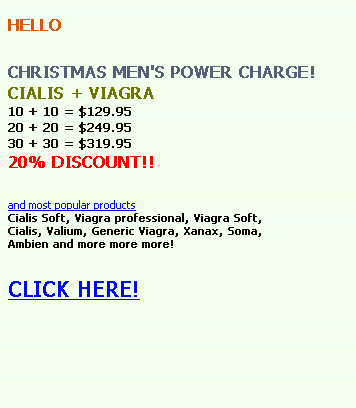 HELLO
CHRISTMAS MEN'S POWER CHARGE!
CIALIS + VIAGRA
10 + 10 = $129.95
20 + 20 = $249.95
30 + 30 = $319.95
20% DISCOUNT!!
and most popular products
Cialis Soft, Viagra professional, Viagra Soft,
Cialis, Valium, Generic Viagra, Xanax, Soma,
Ambien and more more more!
CLICK HERE!